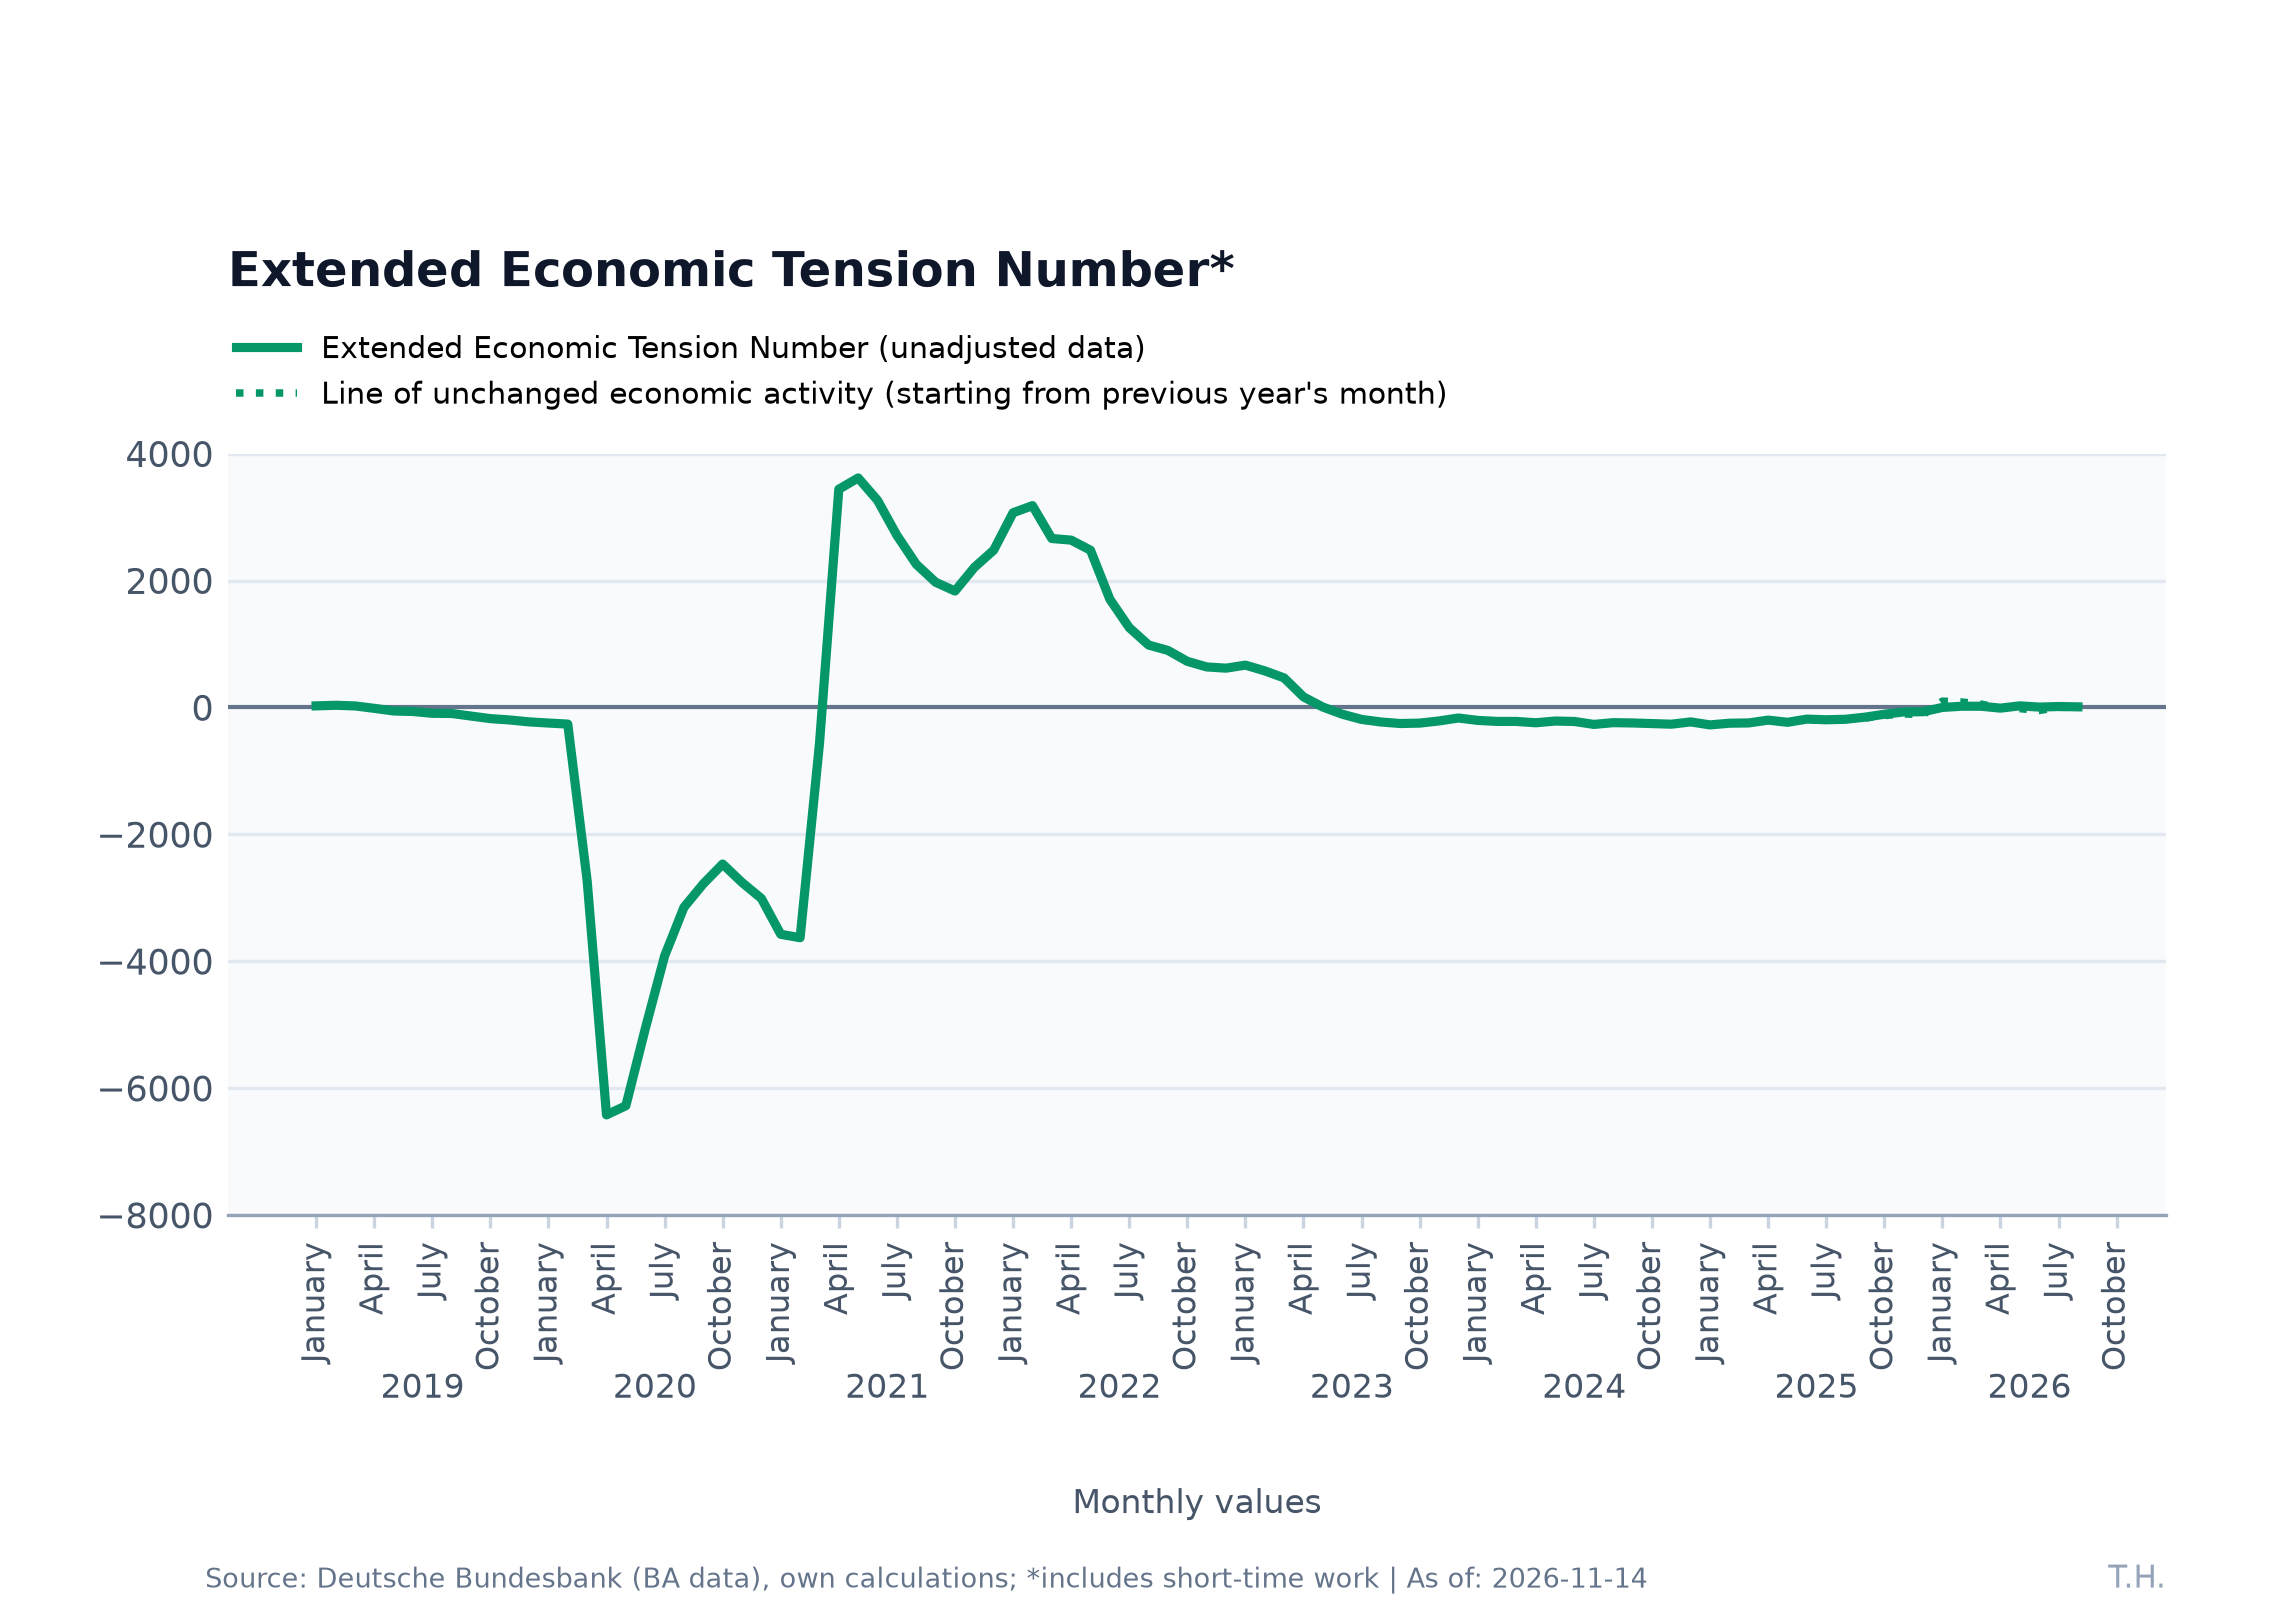 Extended Economic Tension Number*
Extended Economic Tension Number (unadjusted data)
Line of unchanged economic activity (starting from previous year's month)
4000
2000
0
−2000
−4000
−6000
−8000
January April July October January April July October January April July October January April July October January April July October January April July October January April July October January April July October
2019 2020 2021 2022 2023 2024 2025 2026
Monthly values
Source: Deutsche Bundesbank (BA data), own calculations; *includes short-time work | As of: 2026-11-14
T.H.